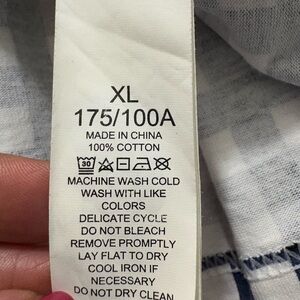 XL
175/100A
MADE IN CHINA
100% COTTON
30
MACHINE WASH COLD
WASH WITH LIKE
COLORS
DELICATE CYCLE
DO NOT BLEACH
REMOVE PROMPTLY
LAY FLAT TO DRY
COOL IRON IF
NECESSARY
DO NOT DRY CLEAN